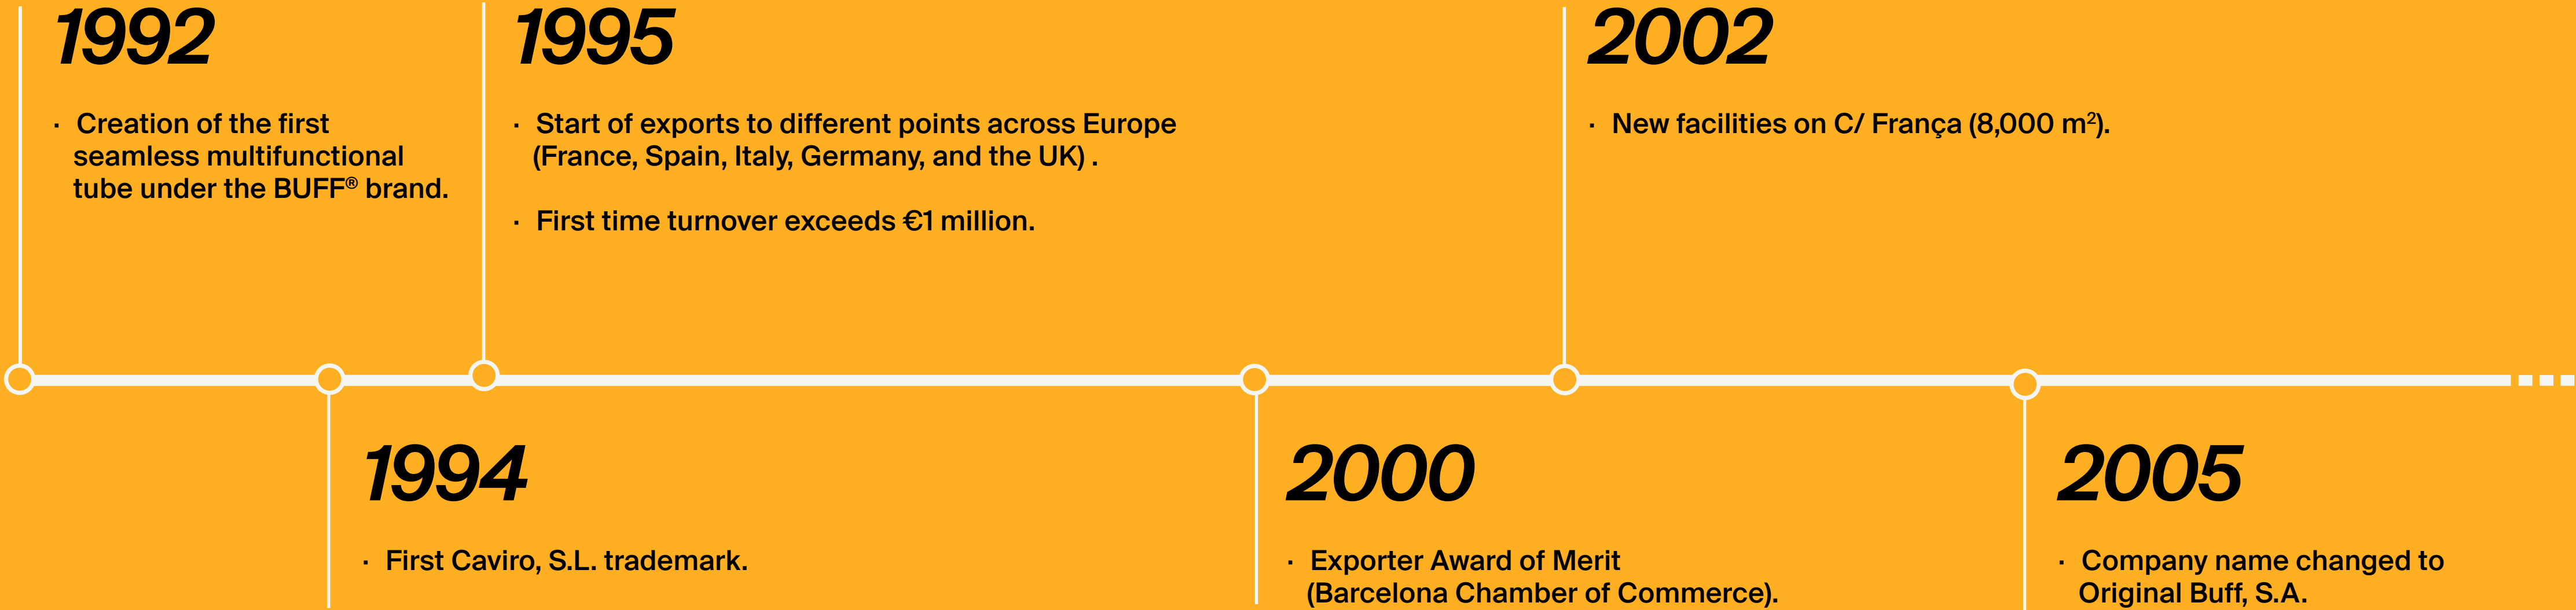 1992
· Creation of the first
seamless multifunctional
tube under the BUFF® brand.
1995
· Start of exports to different points across Europe
(France, Spain, Italy, Germany, and the UK) .
· First time turnover exceeds €1 million.
2002
· New facilities on C/ França (8,000 m²).
1994
· First Caviro, S.L. trademark.
2000
· Exporter Award of Merit
(Barcelona Chamber of Commerce).
2005
· Company name changed to
Original Buff, S.A.